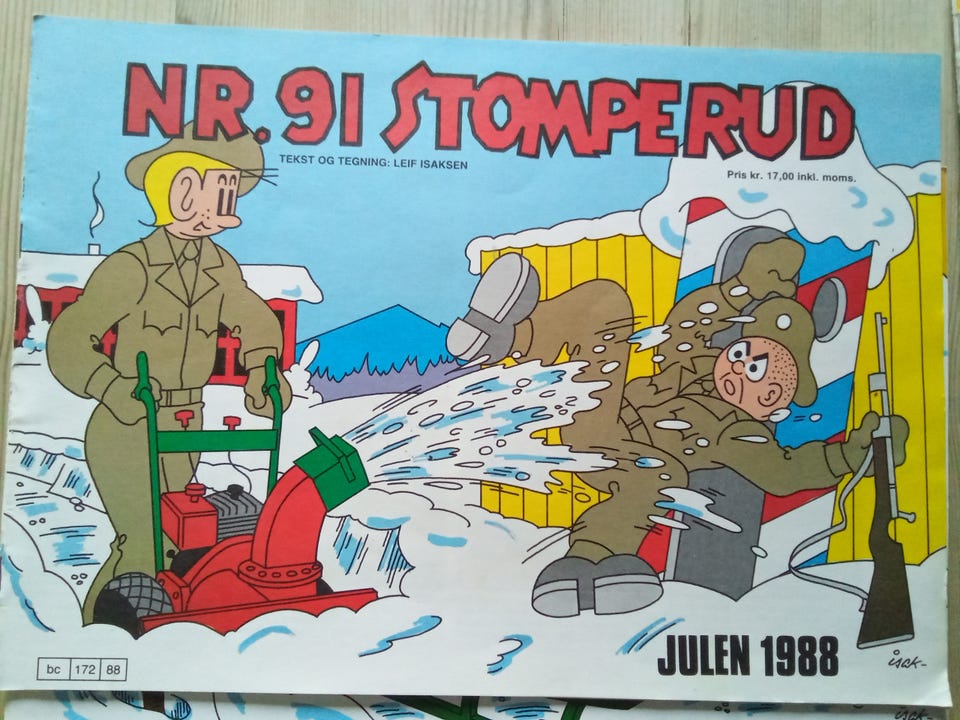 NR. 91 STOMPERUD
TEKST OG TEGNING: LEIF ISAKSEN
Pris kr. 17,00 inkl. moms.
JULEN 1988
isak-
bc 172 88
isak-